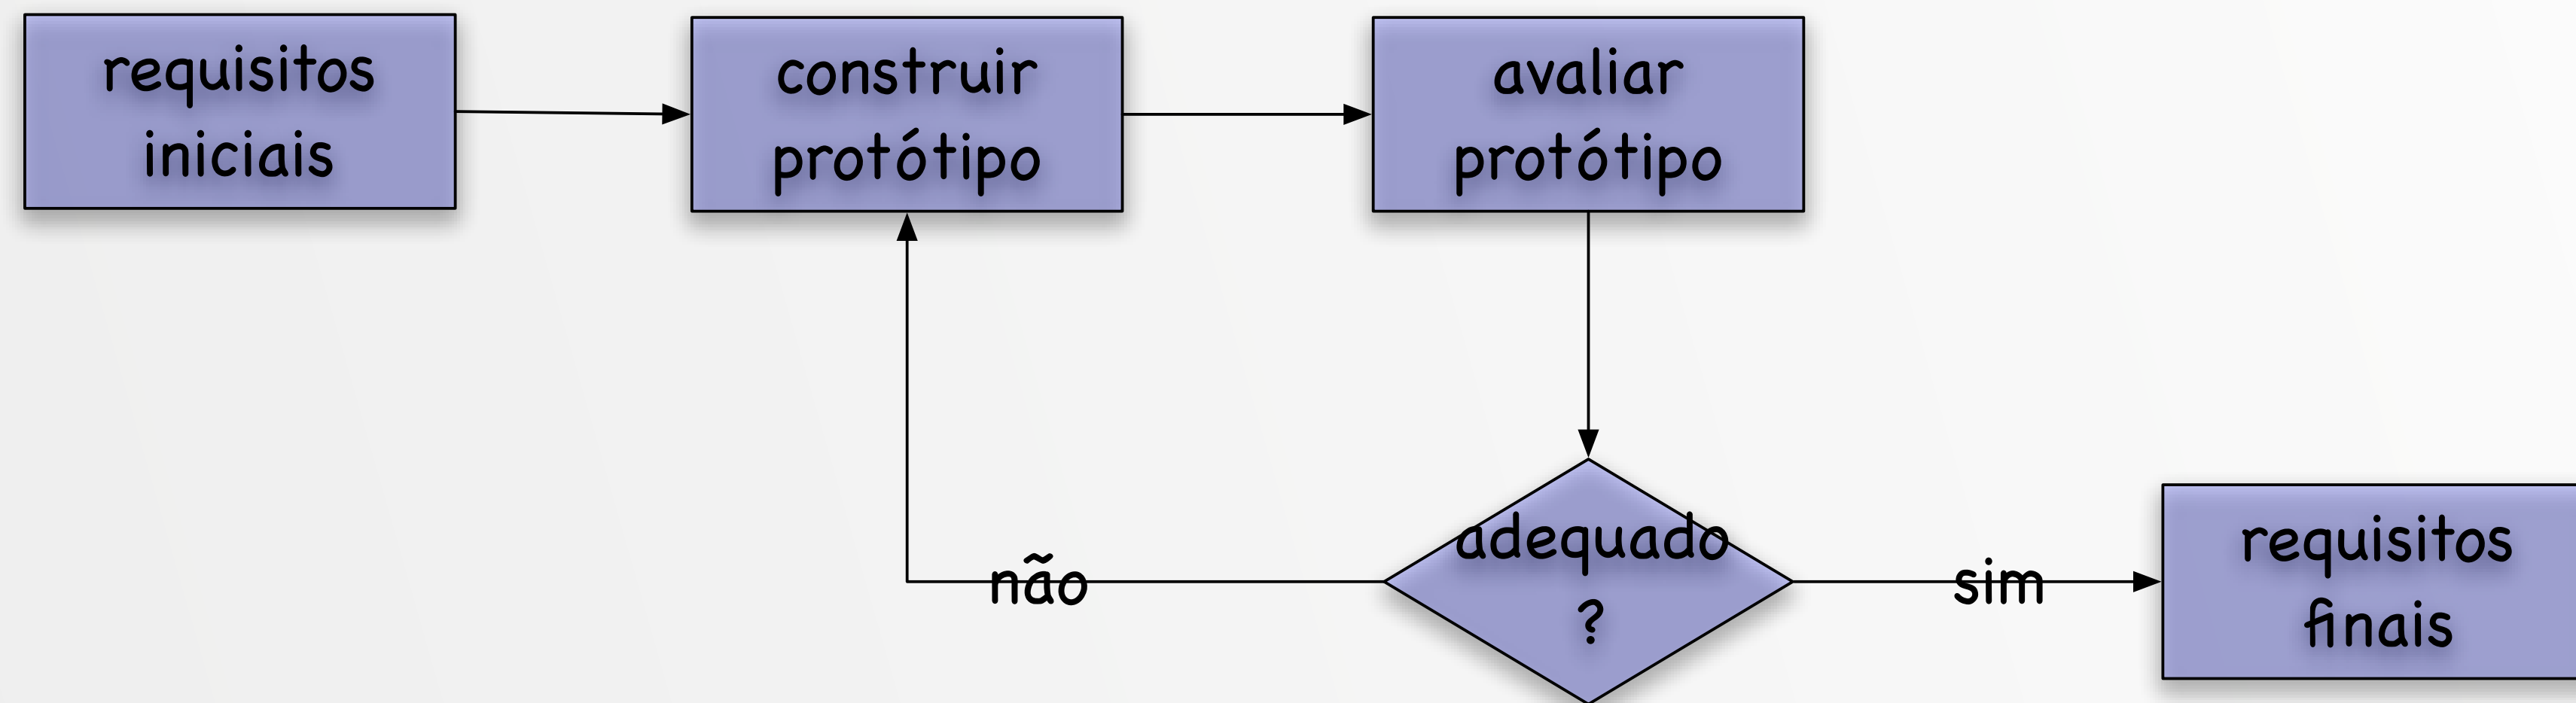 requisitos
iniciais
construir
protótipo
avaliar
protótipo
adequado
?
não
sim
requisitos
finais